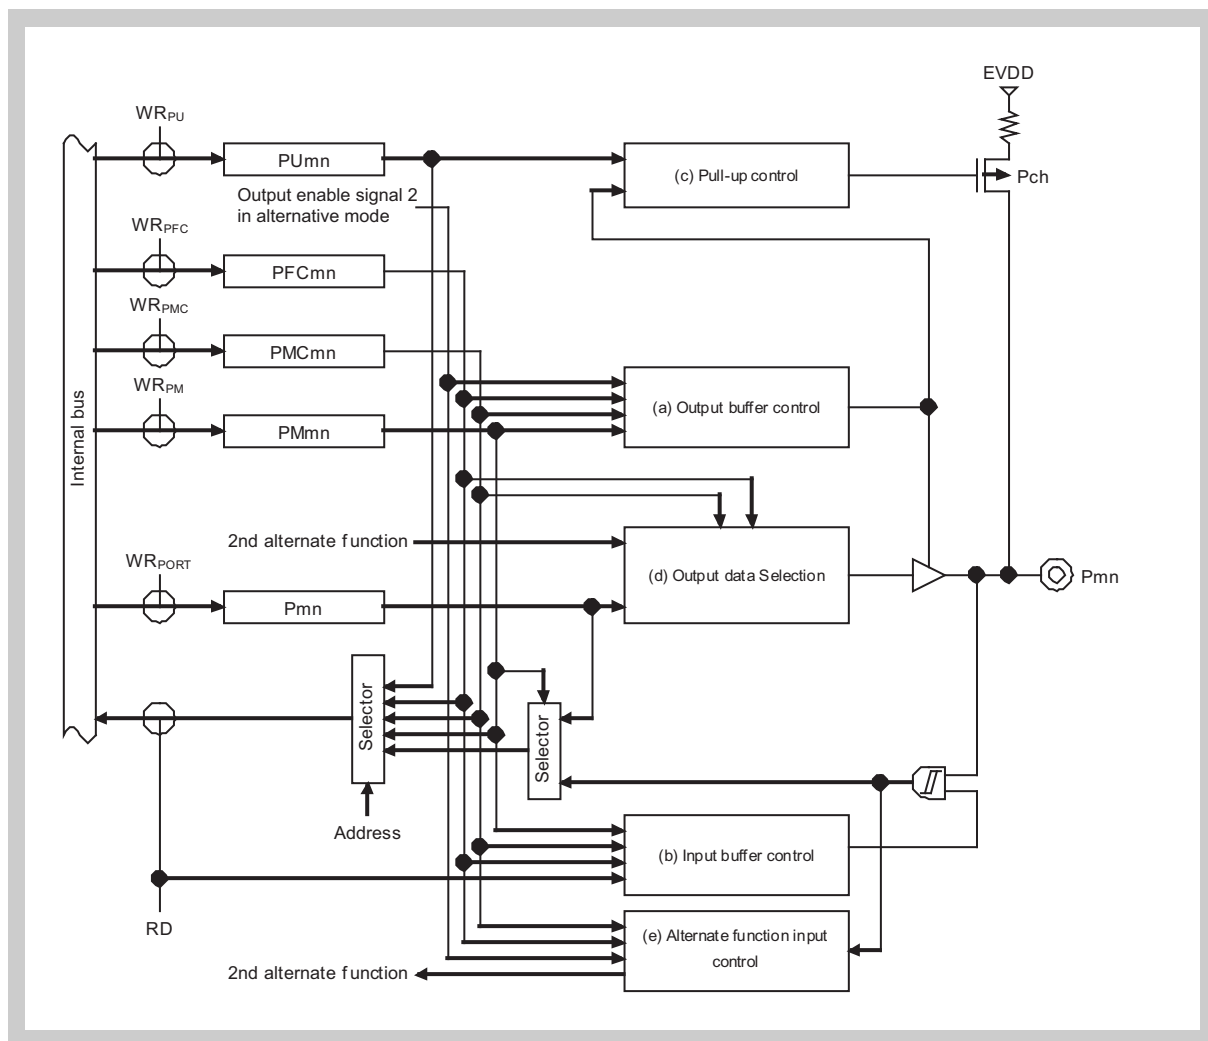 EVDD
WRPU
PUmn
(c) Pull-up control
Pch
Output enable signal 2
in alternative mode
WRPFC
PFCmn
WRPMC
PMCmn
WRPM
PMmn
(a) Output buffer control
Internal bus
2nd alternate function
(d) Output data Selection
Pmn
WRPORT
Pmn
Selector
Selector
Address
(b) Input buffer control
RD
(e) Alternate function input
control
2nd alternate function